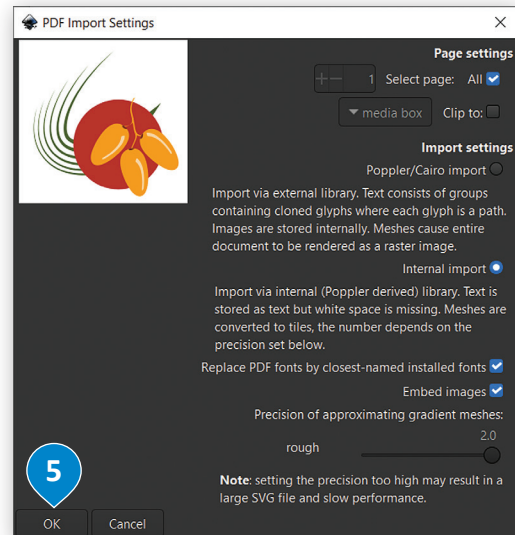 PDF Import Settings
Page settings
1 Select page: All
media box Clip to:
Import settings
Poppler/Cairo import
Import via external library. Text consists of groups
containing cloned glyphs where each glyph is a path.
Images are stored internally. Meshes cause entire
document to be rendered as a raster image.
Internal import
Import via internal (Poppler derived) library. Text is
stored as text but white space is missing. Meshes are
converted to tiles, the number depends on the
precision set below.
Replace PDF fonts by closest-named installed fonts
Embed images
Precision of approximating gradient meshes:
2.0
rough
Note: setting the precision too high may result in a
large SVG file and slow performance.
5
OK Cancel